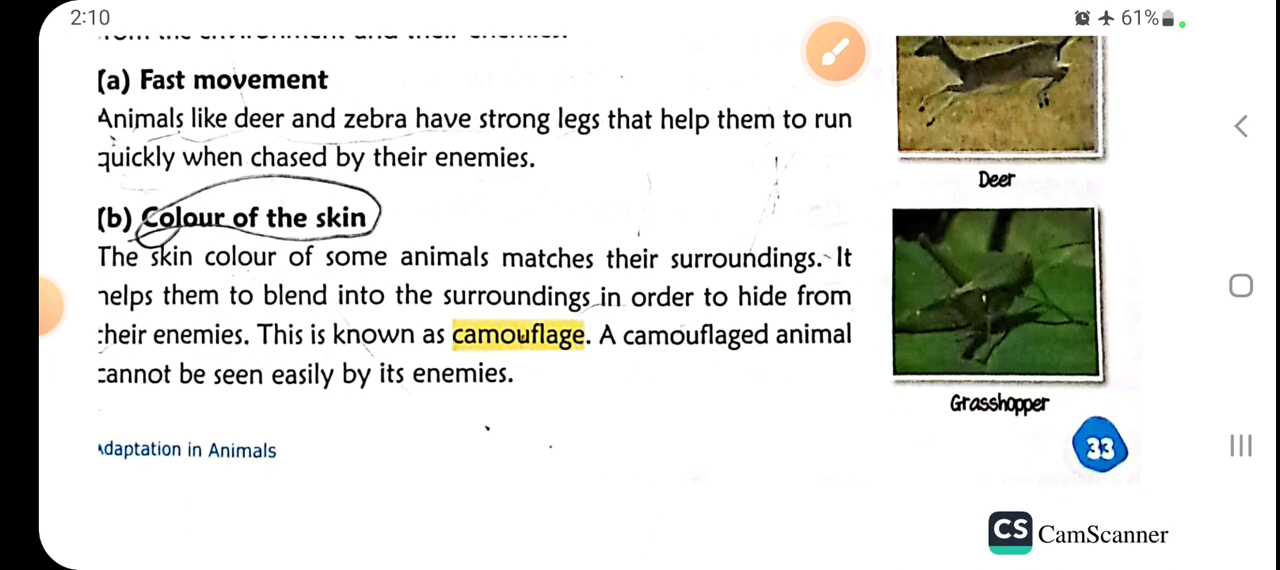 2:10
61%
(a) Fast movement
Animals like deer and zebra have strong legs that help them to run
quickly when chased by their enemies.
Deer
(b) Colour of the skin
The skin colour of some animals matches their surroundings. It
helps them to blend into the surroundings in order to hide from
their enemies. This is known as camouflage. A camouflaged animal
cannot be seen easily by its enemies.
Grasshopper
Adaptation in Animals
33
CS CamScanner